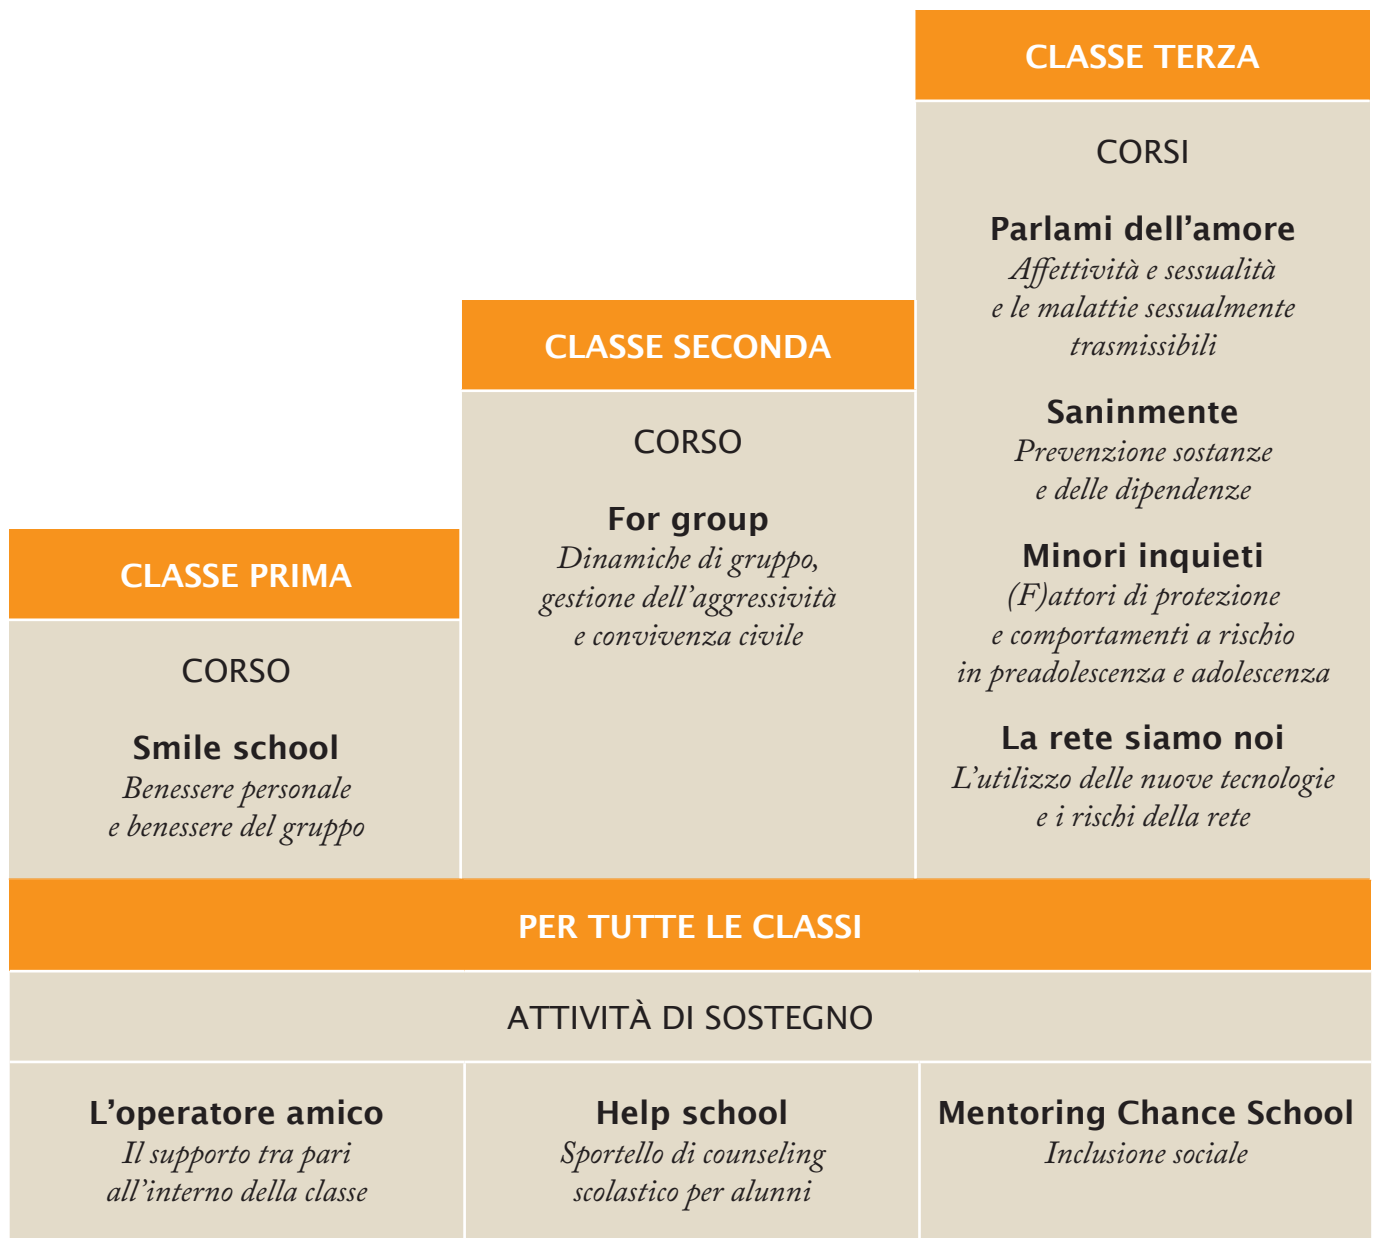 CLASSE TERZA
CORSI
Parlami dell’amore
Affettività e sessualità
e le malattie sessualmente
trasmissibili
Saninmente
Prevenzione sostanze
e delle dipendenze
Minori inquieti
(F)attori di protezione
e comportamenti a rischio
in preadolescenza e adolescenza
La rete siamo noi
L’utilizzo delle nuove tecnologie
e i rischi della rete
CLASSE SECONDA
CORSO
For group
Dinamiche di gruppo,
gestione dell’aggressività
e convivenza civile
CLASSE PRIMA
CORSO
Smile school
Benessere personale
e benessere del gruppo
PER TUTTE LE CLASSI
ATTIVITÀ DI SOSTEGNO
L’operatore amico
Il supporto tra pari
all’interno della classe
Help school
Sportello di counseling
scolastico per alunni
Mentoring Chance School
Inclusione sociale